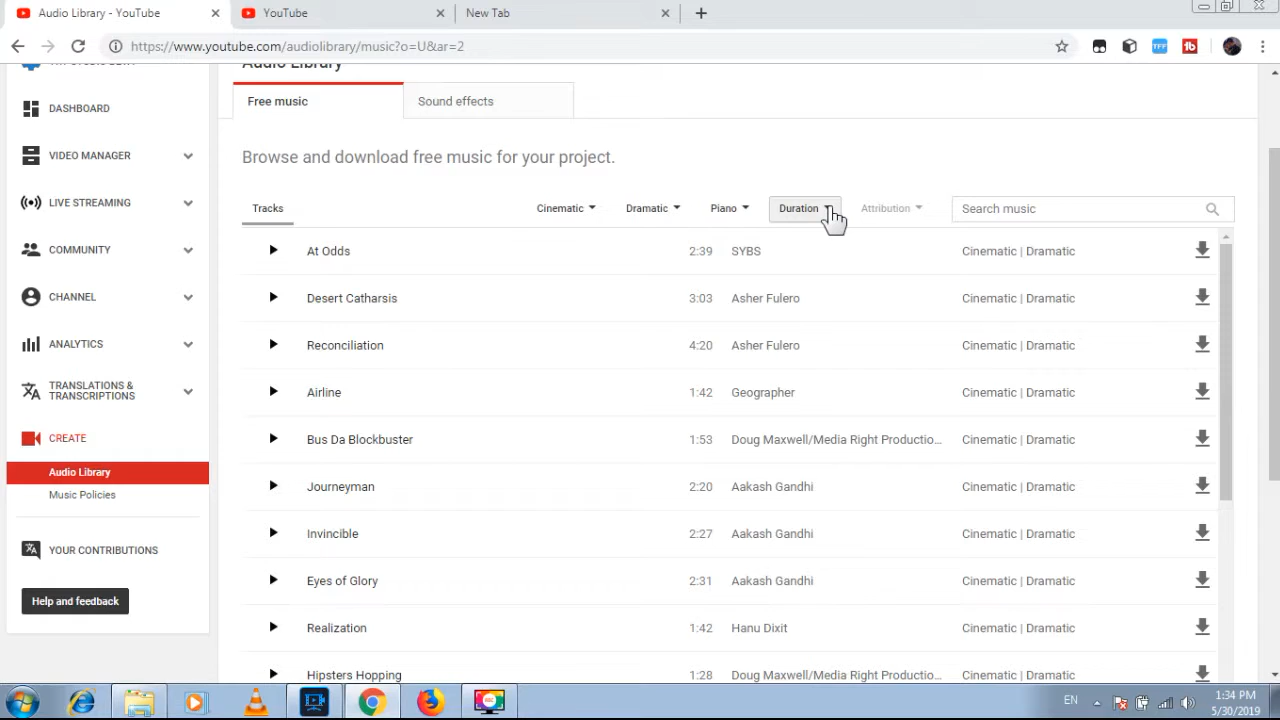 Audio Library - YouTube
YouTube
New Tab
https://www.youtube.com/audiolibrary/music?o=U&ar=2
TFF
Audio Library
DASHBOARD
VIDEO MANAGER
LIVE STREAMING
COMMUNITY
CHANNEL
ANALYTICS
TRANSLATIONS &
TRANSCRIPTIONS
CREATE
Audio Library
Music Policies
YOUR CONTRIBUTIONS
Help and feedback
Free music
Sound effects
Browse and download free music for your project.
Tracks Cinematic Dramatic Piano Duration Attribution Search music
At Odds 2:39 SYBS Cinematic | Dramatic
Desert Catharsis 3:03 Asher Fulero Cinematic | Dramatic
Reconciliation 4:20 Asher Fulero Cinematic | Dramatic
Airline 1:42 Geographer Cinematic | Dramatic
Bus Da Blockbuster 1:53 Doug Maxwell/Media Right Productio... Cinematic | Dramatic
Journeyman 2:20 Aakash Gandhi Cinematic | Dramatic
Invincible 2:27 Aakash Gandhi Cinematic | Dramatic
Eyes of Glory 2:31 Aakash Gandhi Cinematic | Dramatic
Realization 1:42 Hanu Dixit Cinematic | Dramatic
Hipsters Hopping 1:28 Doug Maxwell/Media Right Productio... Cinematic | Dramatic
EN
1:34 PM
5/30/2019